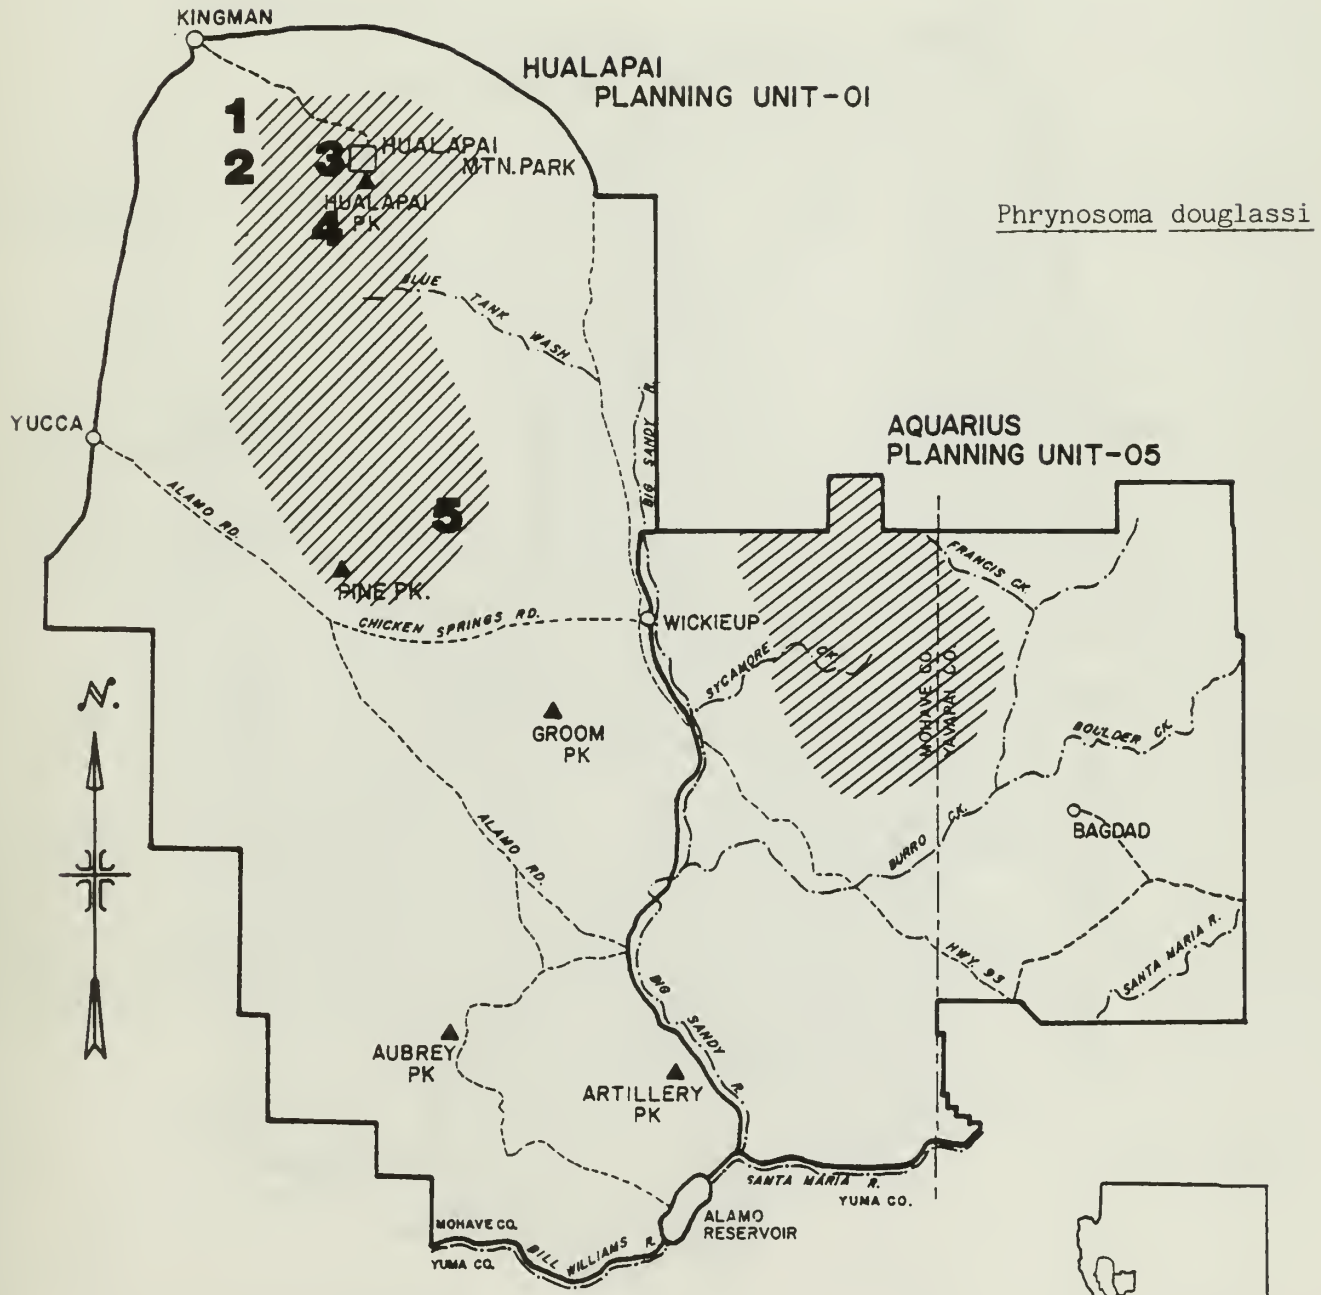 KINGMAN
HUALAPAI
PLANNING UNIT-01
1
2
3
HUALAPAI
MTN. PARK
HUALAPAI
PK
4
Phrynosoma douglassi
BLUE TANK WASH
BIG SANDY R.
YUCCA
AQUARIUS
PLANNING UNIT-05
ALAMO RD.
5
FRANCIS CK.
PINE PK.
CHICKEN SPRINGS RD.
WICKIEUP
SYCAMORE CK.
MOHAVE CO.
YAVAPAI CO.
N.
GROOM
PK
BOULDER CK.
ALAMO RD.
BURRO CK.
BAGDAD
HWY. 93
SANTA MARIA R.
BIG SANDY R.
AUBREY
PK
ARTILLERY
PK
SANTA MARIA R.
YUMA CO.
ALAMO
RESERVOIR
MOHAVE CO.
YUMA CO.
BILL WILLIAMS R.